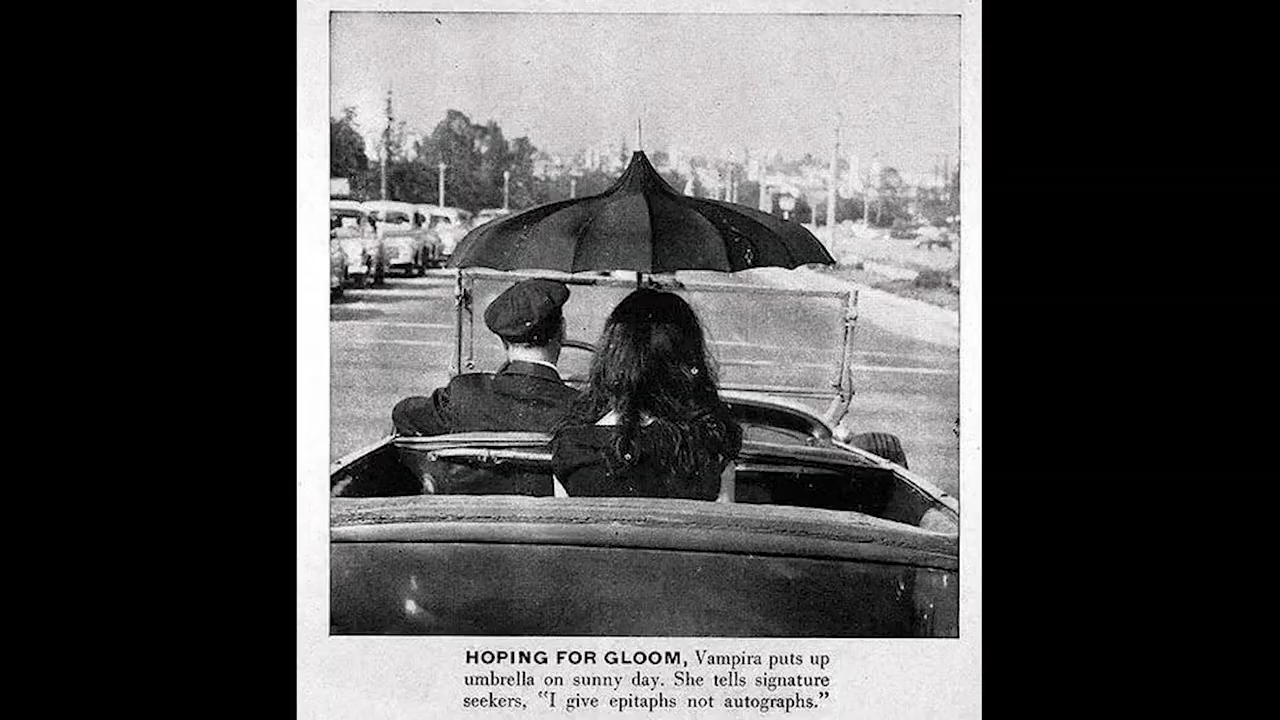 HOPING FOR GLOOM, Vampira puts up
umbrella on sunny day. She tells signature
seekers, “I give epitaphs not autographs.”